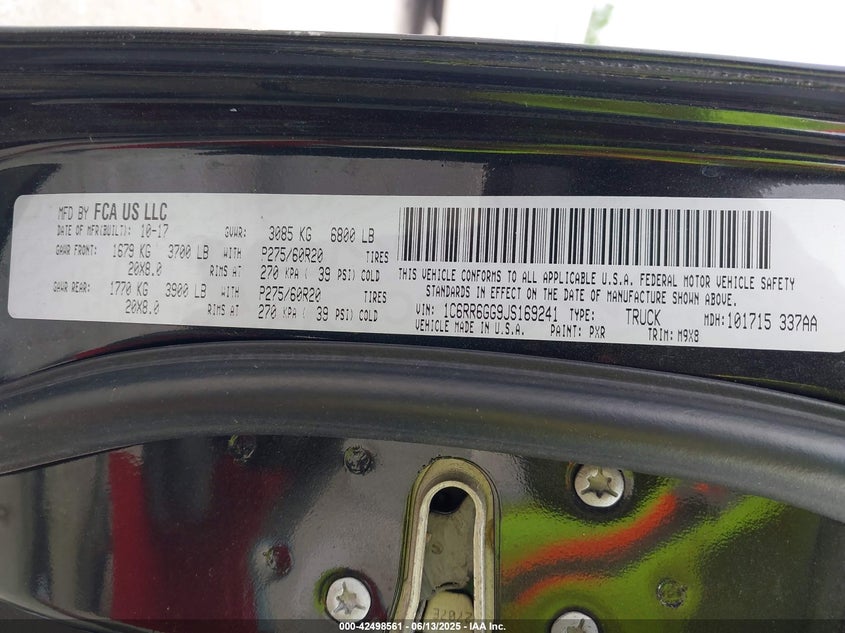 MFD BY FCA US LLC
DATE OF MFR(BUILT): 10-17 GVWR: 3085 KG 6800 LB
GAWR FRONT: 1679 KG 3700 LB WITH P275/60R20 TIRES
20X8.0 RIMS AT 270 KPA ( 39 PSI) COLD
GAWR REAR: 1770 KG 3900 LB WITH P275/60R20 TIRES
20X8.0 RIMS AT 270 KPA ( 39 PSI) COLD
THIS VEHICLE CONFORMS TO ALL APPLICABLE U.S.A. FEDERAL MOTOR VEHICLE SAFETY
STANDARDS IN EFFECT ON THE DATE OF MANUFACTURE SHOWN ABOVE.
VIN: 1C6RR6GG9JS169241 TYPE: TRUCK MDH:101715 337AA
VEHICLE MADE IN U.S.A. PAINT: PXR TRIM: M9X8
000-42498561 - 06/13/2025 - IAA Inc.